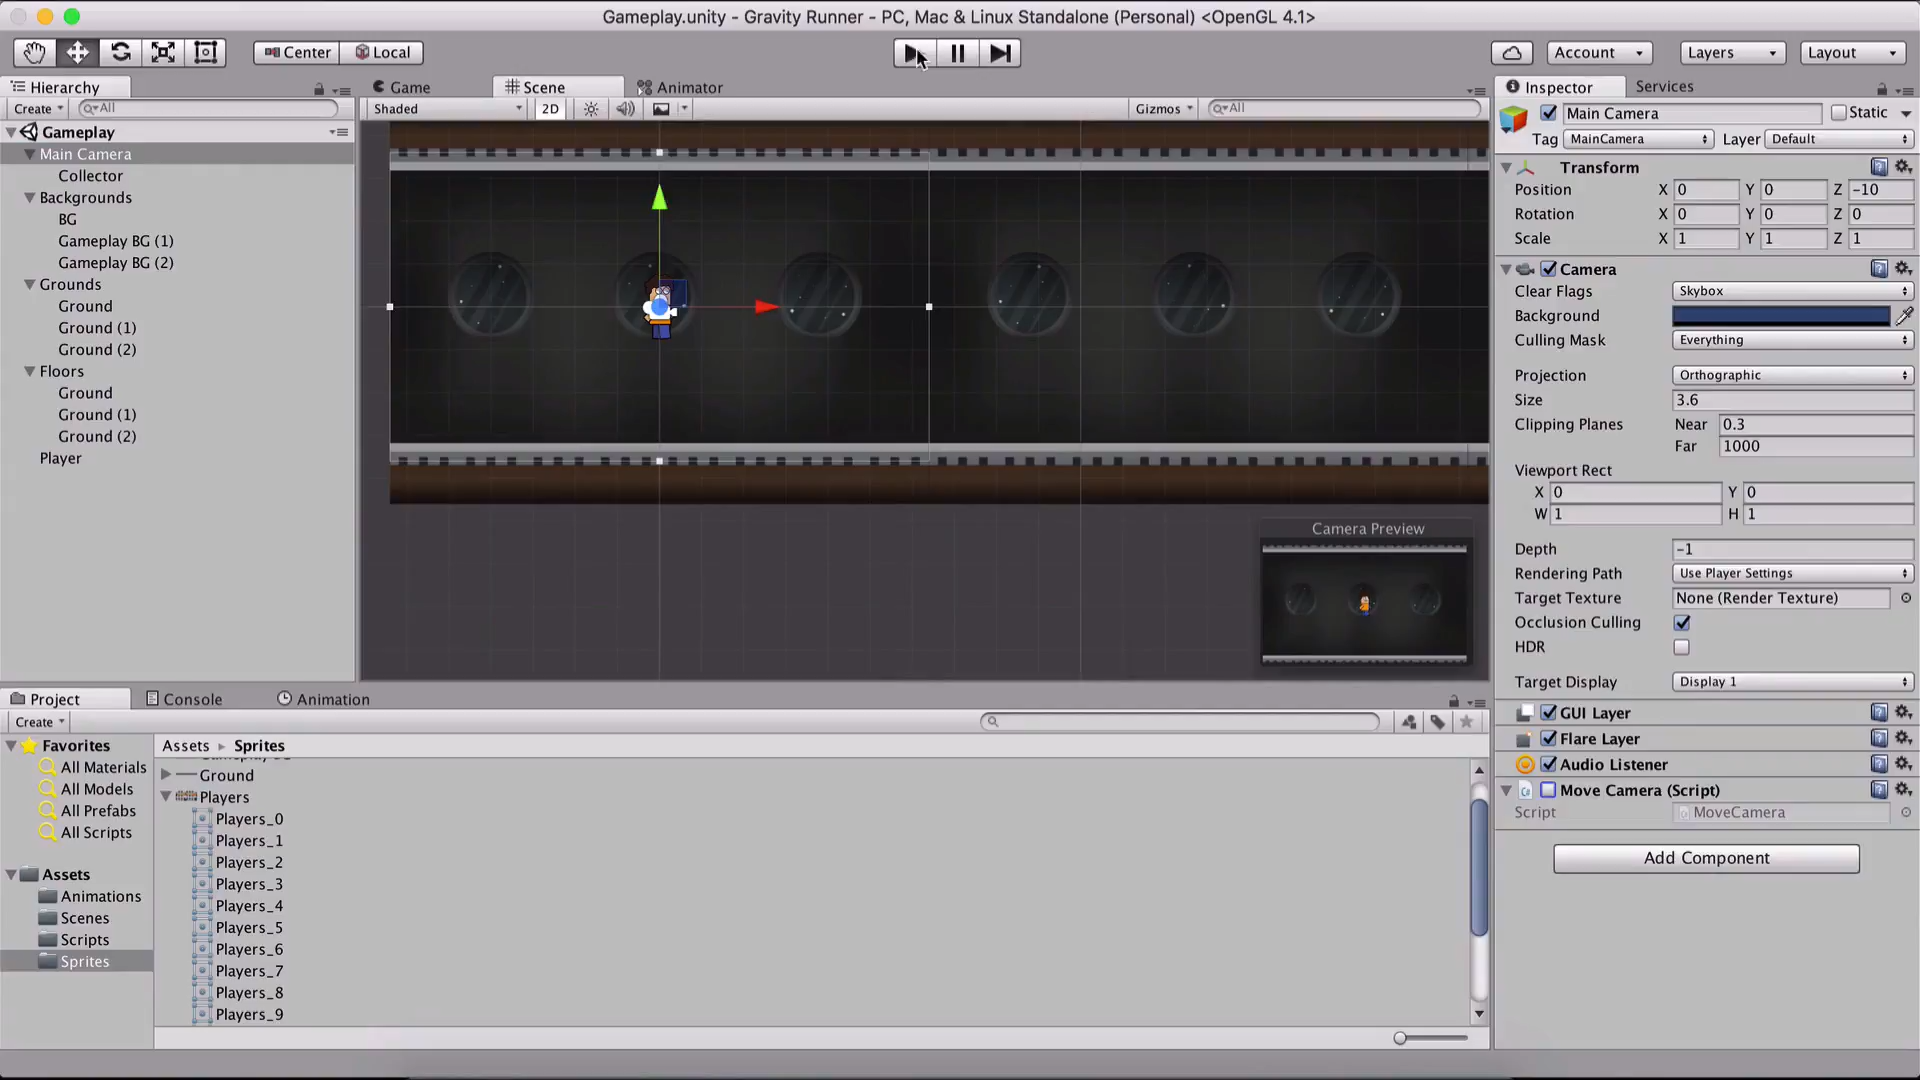 Gameplay.unity - Gravity Runner - PC, Mac & Linux Standalone (Personal) <OpenGL 4.1>
Center Local Account Layers Layout
Hierarchy
Create All
Gameplay
Main Camera
Collector
Backgrounds
BG
Gameplay BG (1)
Gameplay BG (2)
Grounds
Ground
Ground (1)
Ground (2)
Floors
Ground
Ground (1)
Ground (2)
Player
Game Scene Animator
Shaded 2D Gizmos All
Camera Preview
Inspector Services
Main Camera Static
Tag MainCamera Layer Default
Transform
Position X 0 Y 0 Z -10
Rotation X 0 Y 0 Z 0
Scale X 1 Y 1 Z 1
Camera
Clear Flags Skybox
Background
Culling Mask Everything
Projection Orthographic
Size 3.6
Clipping Planes Near 0.3
Far 1000
Viewport Rect
X 0 Y 0
W 1 H 1
Depth -1
Rendering Path Use Player Settings
Target Texture None (Render Texture)
Occlusion Culling
HDR
Target Display Display 1
GUI Layer
Flare Layer
Audio Listener
Move Camera (Script)
Script MoveCamera
Add Component
Project Console Animation
Create
Favorites
All Materials
All Models
All Prefabs
All Scripts
Assets
Animations
Scenes
Scripts
Sprites
Assets Sprites
Ground
Players
Players_0
Players_1
Players_2
Players_3
Players_4
Players_5
Players_6
Players_7
Players_8
Players_9